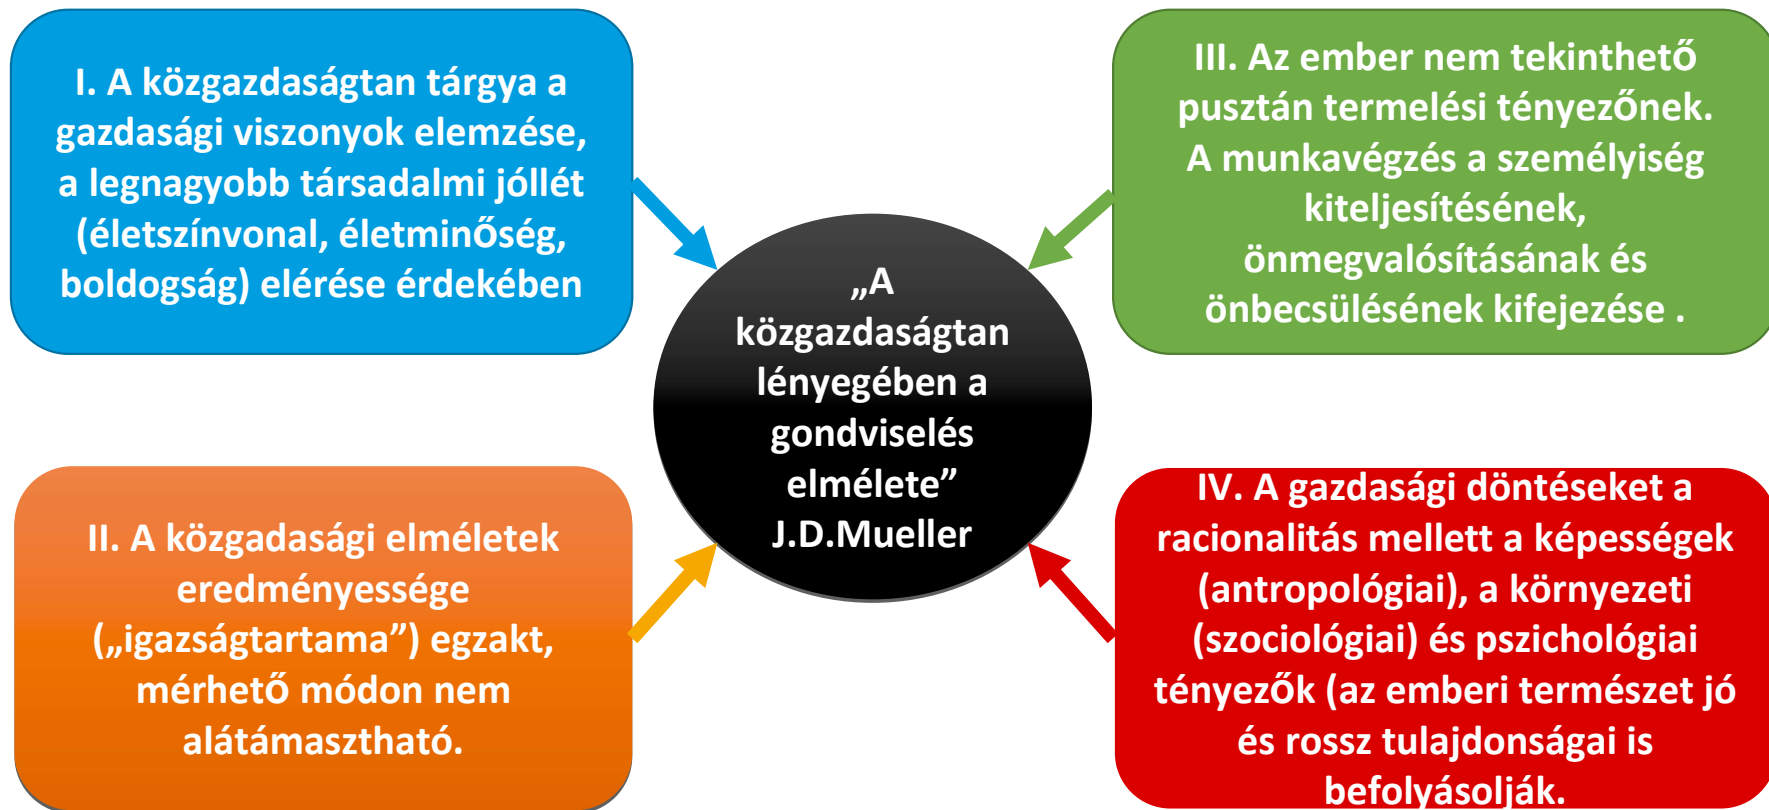 I. A közgazdaságtan tárgya a
gazdasági viszonyok elemzése,
a legnagyobb társadalmi jóllét
(életszínvonal, életminőség,
boldogság) elérése érdekében
II. A közgadasági elméletek
eredményessége
(„igazságtartama”) egzakt,
mérhető módon nem
alátámasztható.
„A
közgazdaságtan
lényegében a
gondviselés
elmélete”
J.D.Mueller
III. Az ember nem tekinthető
pusztán termelési tényezőnek.
A munkavégzés a személyiség
kiteljesítésének,
önmegvalósításának és
önbecsülésének kifejezése .
IV. A gazdasági döntéseket a
racionalitás mellett a képességek
(antropológiai), a környezeti
(szociológiai) és pszichológiai
tényezők (az emberi természet jó
és rossz tulajdonságai is
befolyásolják.